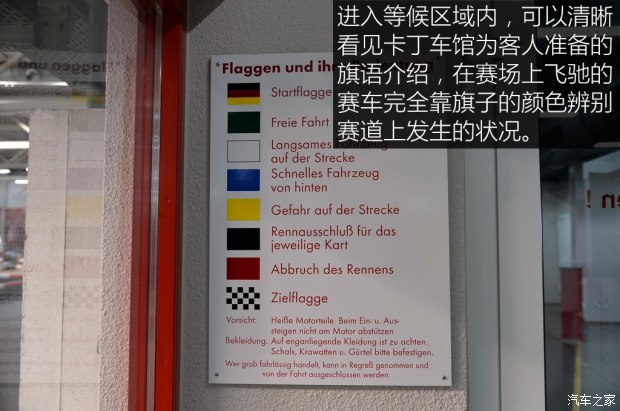 进入等候区域内，可以清晰
看见卡丁车馆为客人准备的
旗语介绍，在赛场上飞驰的
赛车完全靠旗子的颜色辨别
赛道上发生的状况。
Flaggen und ihre
Startflagge
Freie Fahrt
Langsames Fahrzeug
auf der Strecke
Schnelles Fahrzeug
von hinten
Gefahr auf der Strecke
Rennausschluß für das
jeweilige Kart
Abbruch des Rennens
Zielflagge
Vorsicht: Heiße Motorteile Beim Ein- u. Aus-
steigen nicht am Motor abstützen
Bekleidung: Auf enganliegende Kleidung ist zu achten.
Schals, Krawatten u. Gürtel bitte befestigen.
Wer grob fahrlässig handelt, kann in Regreß genommen und
von der Fahrt ausgeschlossen werden
汽车之家